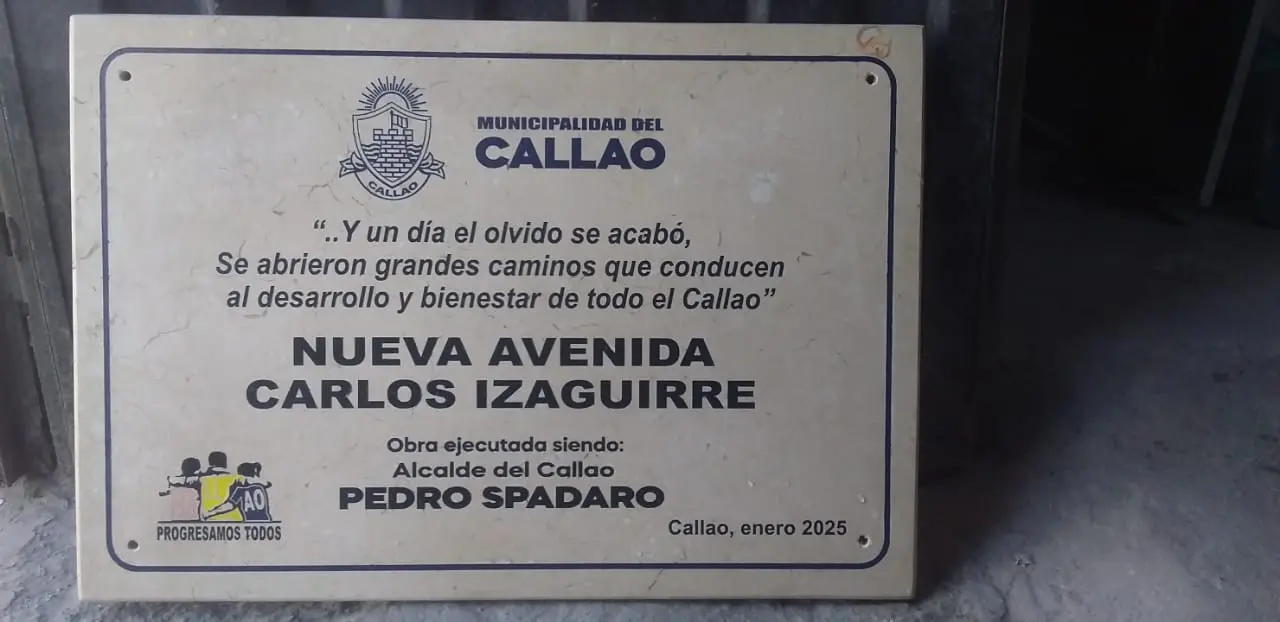 MUNICIPALIDAD DEL
CALLAO
CALLAO
“..Y un día el olvido se acabó,
Se abrieron grandes caminos que conducen
al desarrollo y bienestar de todo el Callao”
NUEVA AVENIDA
CARLOS IZAGUIRRE
Obra ejecutada siendo:
Alcalde del Callao
PEDRO SPADARO
AO
PROGRESAMOS TODOS
Callao, enero 2025